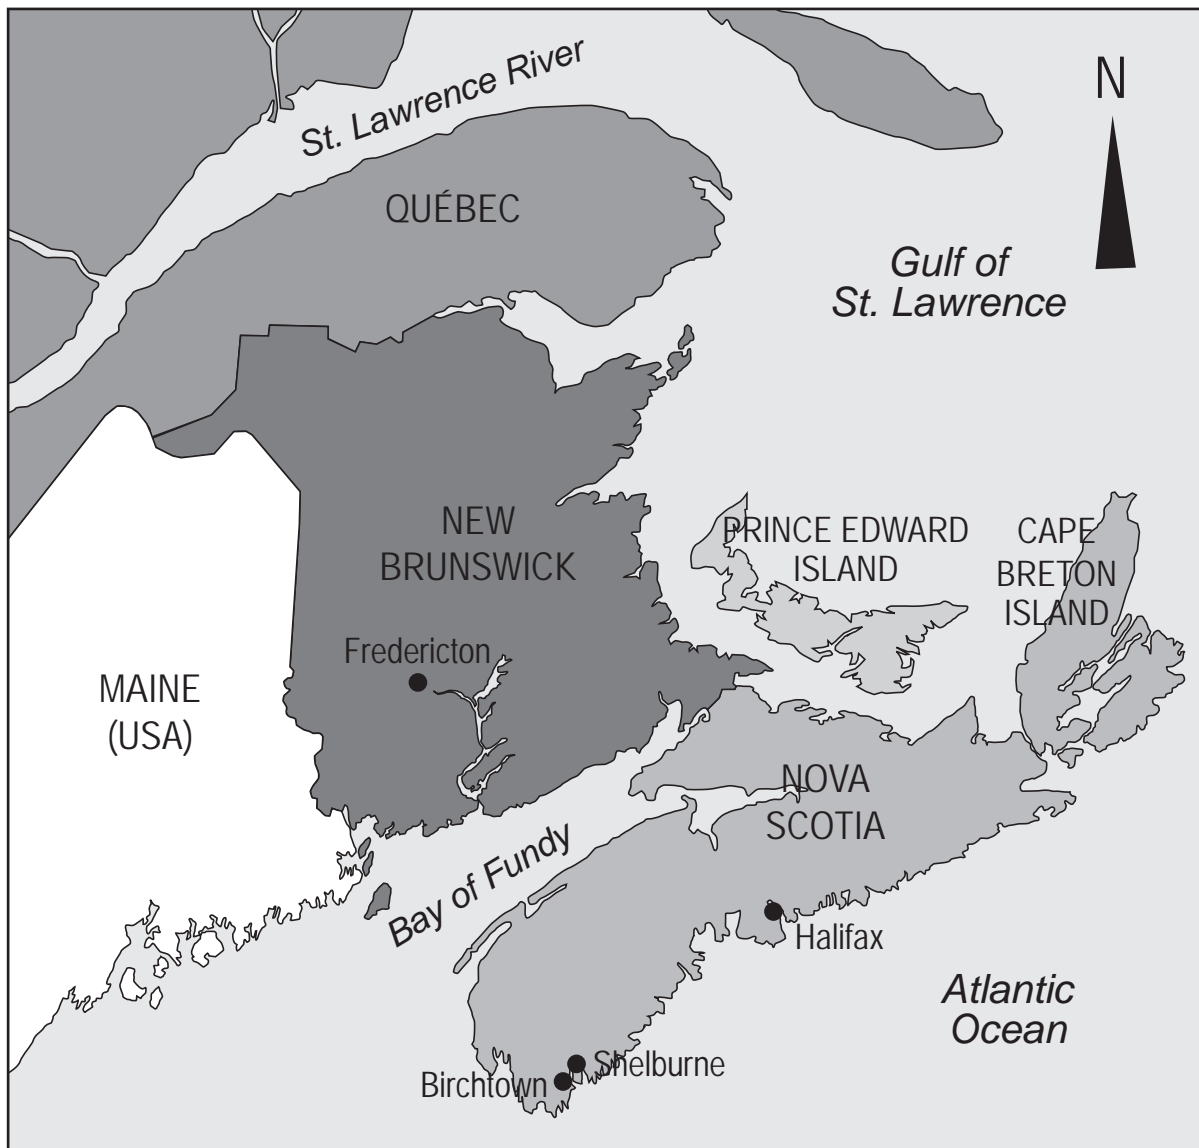 St. Lawrence River
N
QUÉBEC
Gulf of
St. Lawrence
NEW
BRUNSWICK
PRINCE EDWARD
ISLAND
CAPE
BRETON
ISLAND
Fredericton
MAINE
(USA)
NOVA
SCOTIA
Bay of Fundy
Halifax
Atlantic
Ocean
Shelburne
Birchtown